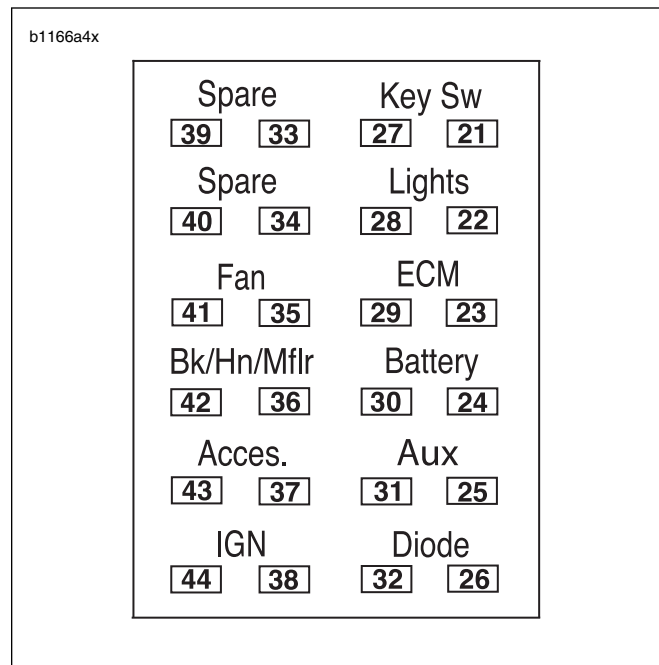 b1166a4x
Spare Key Sw
39 33 27 21
Spare Lights
40 34 28 22
Fan ECM
41 35 29 23
Bk/Hn/Mflr Battery
42 36 30 24
Acces. Aux
43 37 31 25
IGN Diode
44 38 32 26